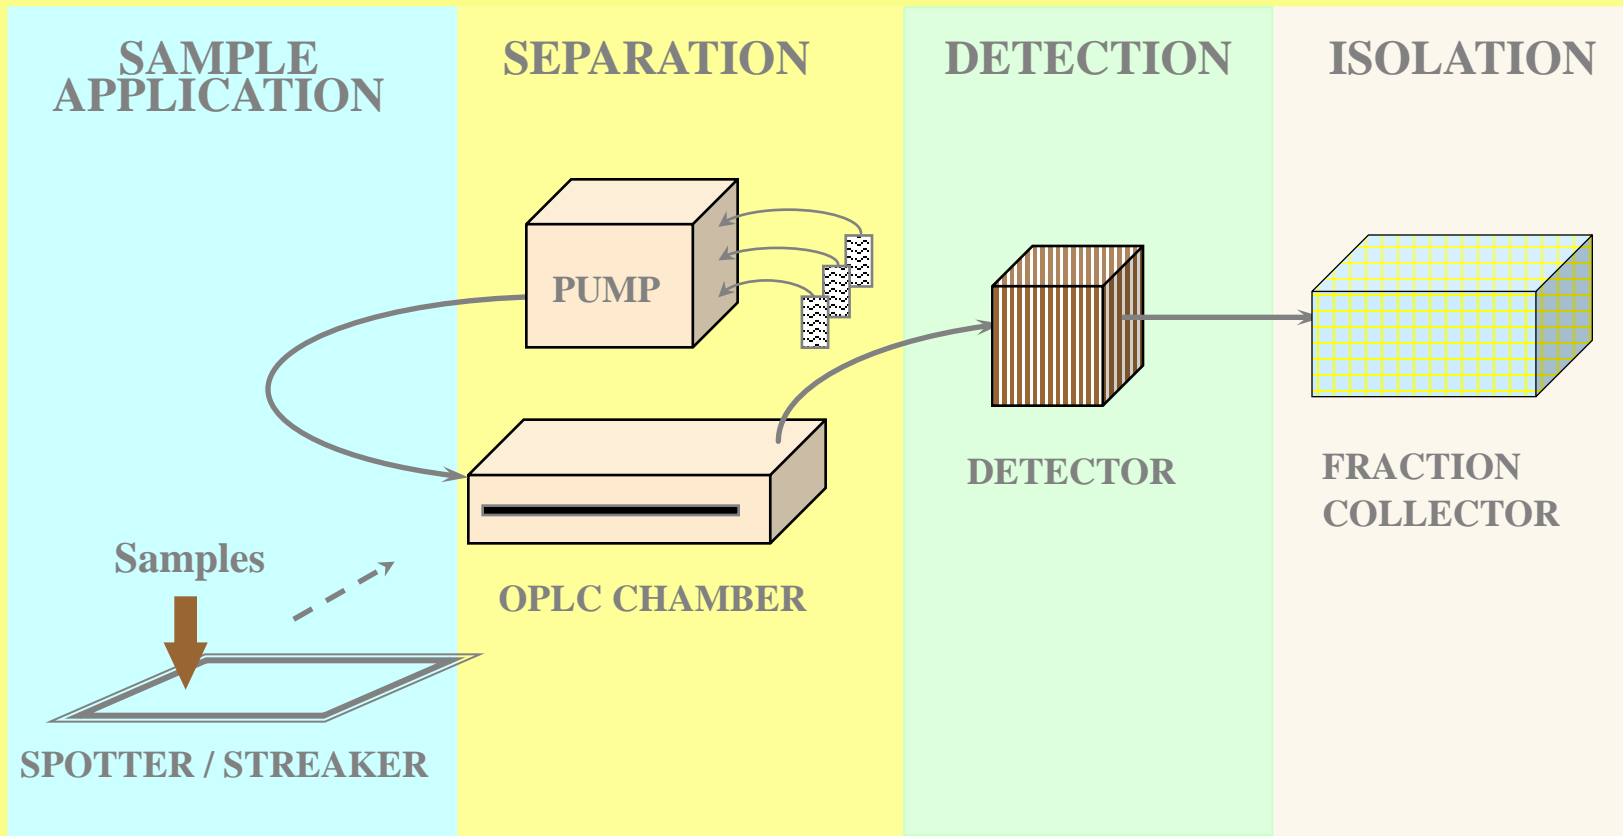 SAMPLE
APPLICATION
SEPARATION
DETECTION
ISOLATION
PUMP
DETECTOR
FRACTION
COLLECTOR
Samples
OPLC CHAMBER
SPOTTER / STREAKER